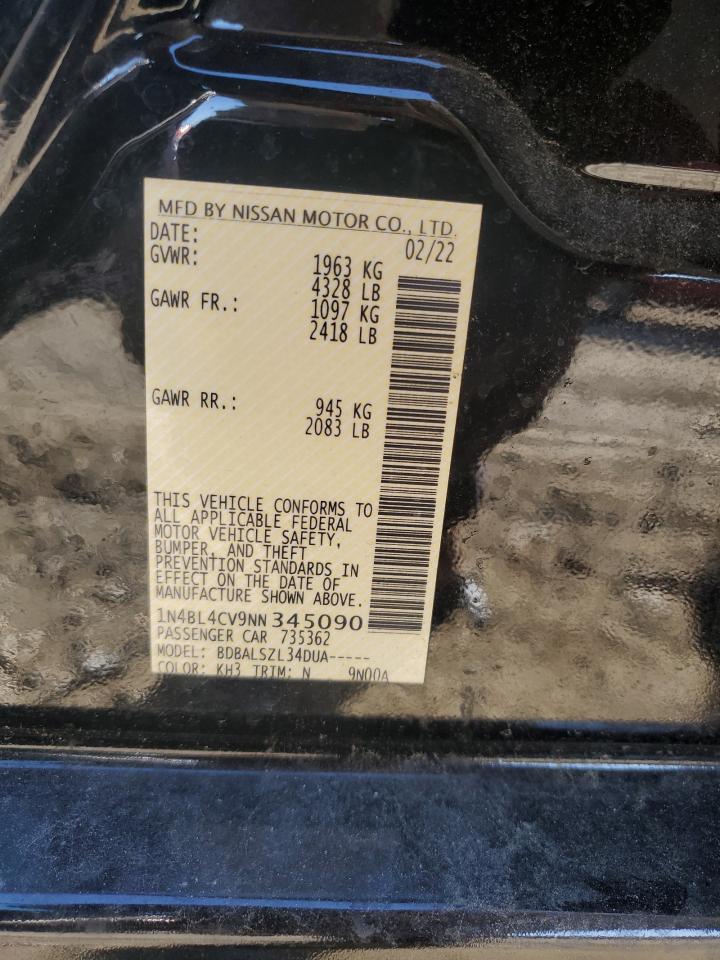 MFD BY NISSAN MOTOR CO., LTD.
DATE: 02/22
GVWR: 1963 KG
4328 LB
GAWR FR.: 1097 KG
2418 LB
GAWR RR.: 945 KG
2083 LB
THIS VEHICLE CONFORMS TO
ALL APPLICABLE FEDERAL
MOTOR VEHICLE SAFETY,
BUMPER, AND THEFT
PREVENTION STANDARDS IN
EFFECT ON THE DATE OF
MANUFACTURE SHOWN ABOVE.
1N4BL4CV9NN345090
PASSENGER CAR 735362
MODEL: BDBALSZL34DUA-----
COLOR: KH3 TRIM: N 9N00A